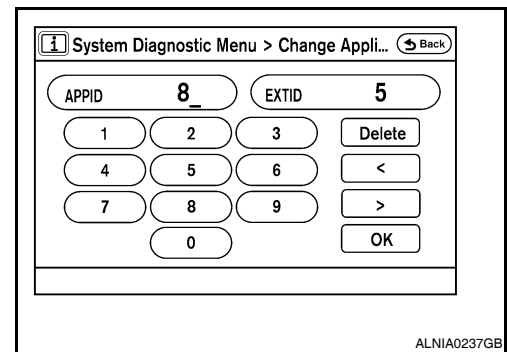 i System Diagnostic Menu > Change Appli... Back
APPID 8_ EXTID 5
1 2 3 Delete
4 5 6 <
7 8 9 >
0 OK
ALNIA0237GB